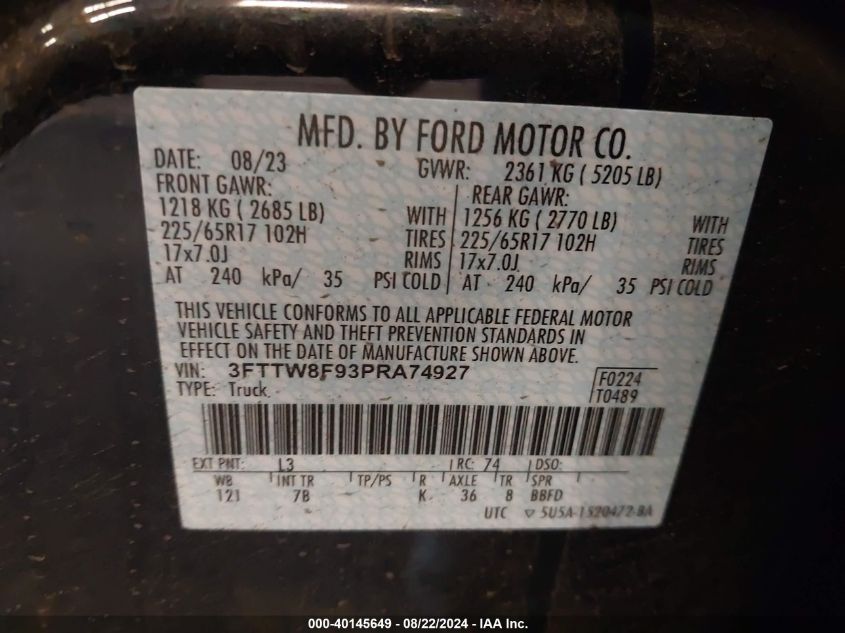 MFD. BY FORD MOTOR CO.
DATE: 08/23 GVWR: 2361 KG ( 5205 LB)
FRONT GAWR: REAR GAWR:
1218 KG ( 2685 LB) WITH 1256 KG ( 2770 LB) WITH
225/65R17 102H TIRES 225/65R17 102H TIRES
17x7.0J RIMS 17x7.0J RIMS
AT 240 kPa/ 35 PSI COLD AT 240 kPa/ 35 PSI COLD
THIS VEHICLE CONFORMS TO ALL APPLICABLE FEDERAL MOTOR
VEHICLE SAFETY AND THEFT PREVENTION STANDARDS IN
EFFECT ON THE DATE OF MANUFACTURE SHOWN ABOVE.
VIN: 3FTTW8F93PRA74927 F0224
TYPE: Truck T0489
EXT PNT: L3 RC: 74 DSO:
WB INT TR TP/PS R AXLE TR SPR
121 7B K 36 8 BBFD
UTC ▽
000-40145649 - 08/22/2024 - IAA Inc.